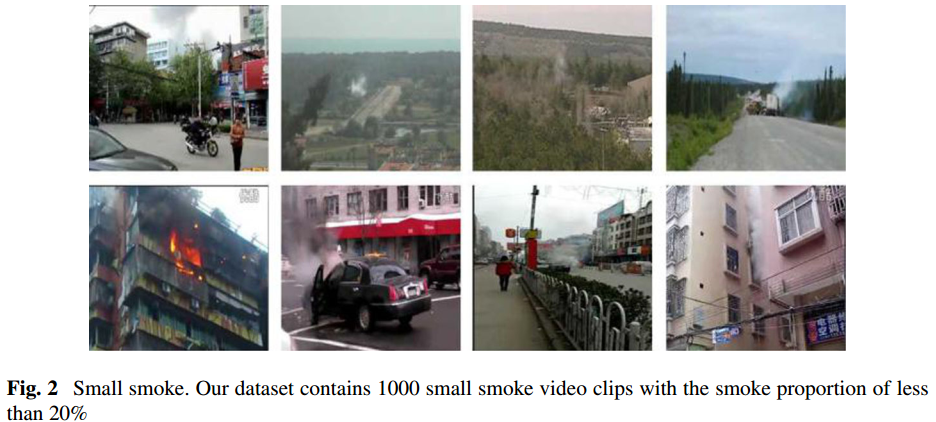 Fig. 2 Small smoke. Our dataset contains 1000 small smoke video clips with the smoke proportion of less
than 20%